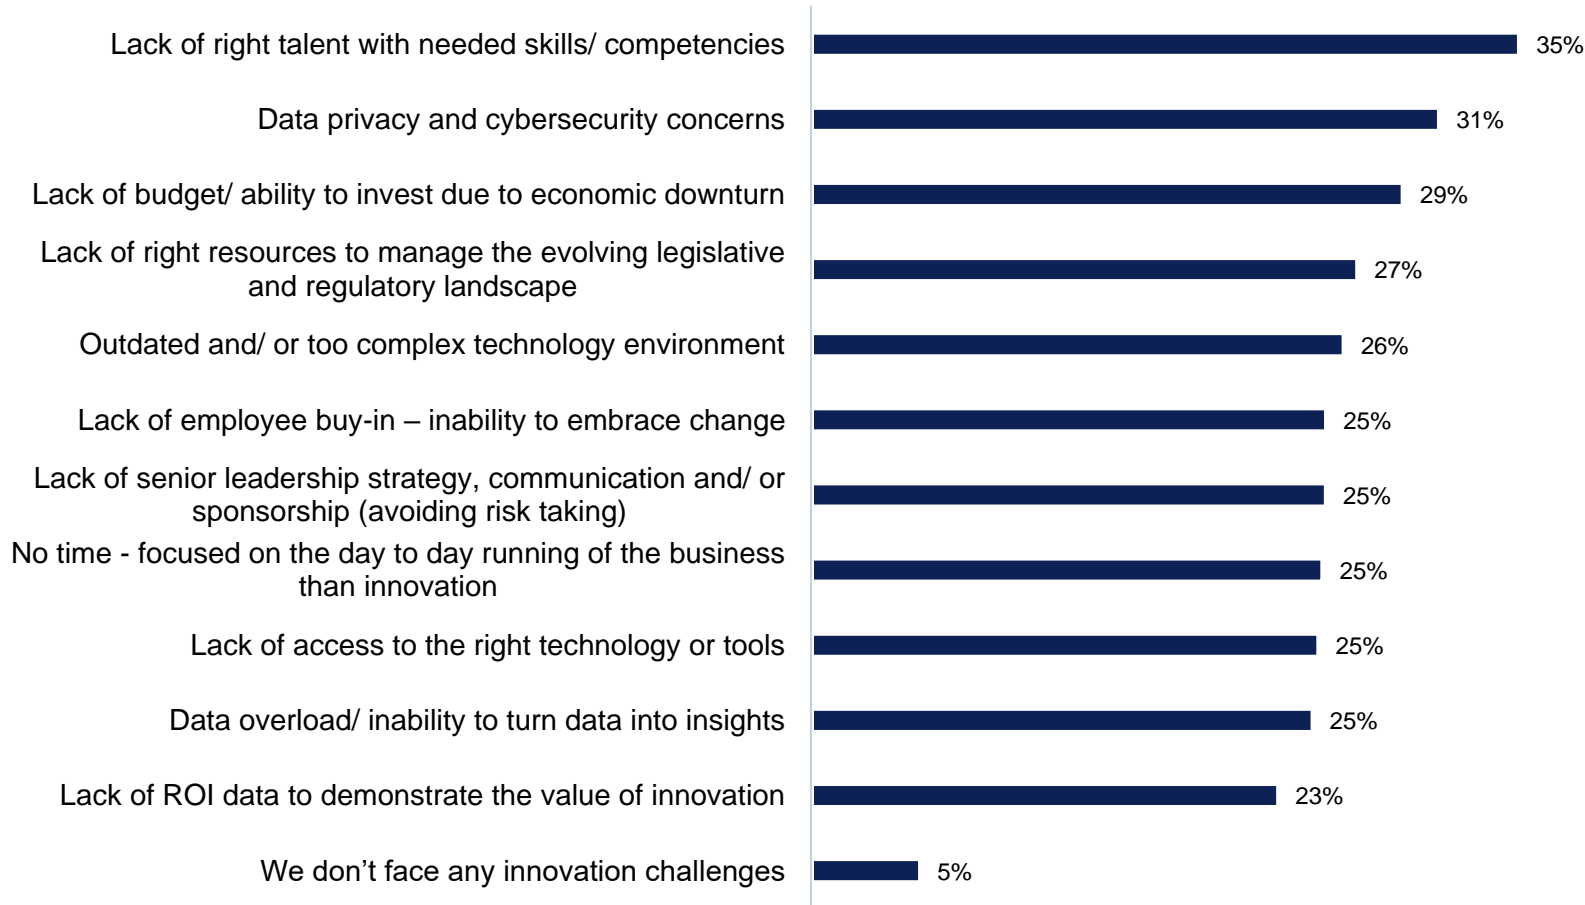 Lack of right talent with needed skills/ competencies
35%
Data privacy and cybersecurity concerns
31%
Lack of budget/ ability to invest due to economic downturn
29%
Lack of right resources to manage the evolving legislative
and regulatory landscape
27%
Outdated and/ or too complex technology environment
26%
Lack of employee buy-in – inability to embrace change
25%
Lack of senior leadership strategy, communication and/ or
sponsorship (avoiding risk taking)
25%
No time - focused on the day to day running of the business
than innovation
25%
Lack of access to the right technology or tools
25%
Data overload/ inability to turn data into insights
25%
Lack of ROI data to demonstrate the value of innovation
23%
We don’t face any innovation challenges
5%